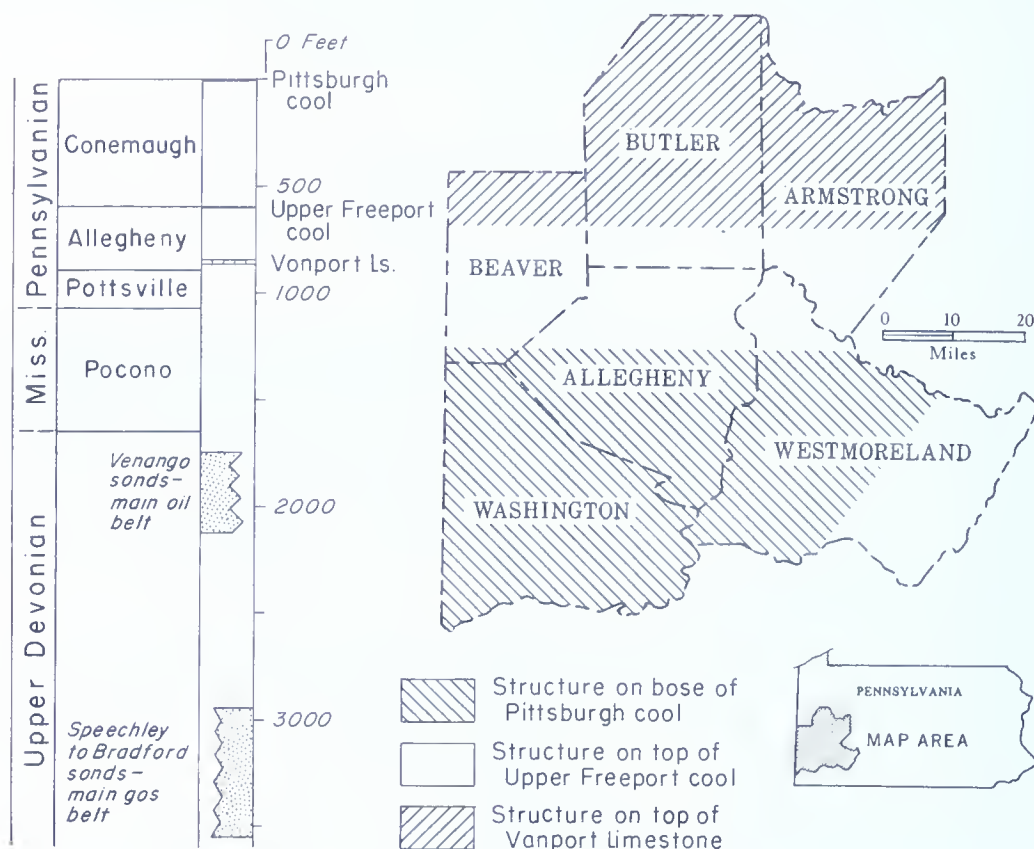 0 Feet
Pittsburgh
cool
500
Upper Freeport
cool
Vonport Ls.
1000
2000
3000
Pennsylvanian
Miss.
Upper Devonian
Conemaugh
Allegheny
Pottsville
Pocono
Venango
sonds–
main oil
belt
Speechley
to Bradford
sonds–
main gos
belt
BUTLER
ARMSTRONG
BEAVER
ALLEGHENY
WESTMORELAND
WASHINGTON
0 10 20
Miles
Structure on bose of
Pittsburgh cool
Structure on top of
Upper Freeport cool
Structure on top of
Vanport Limestone
PENNSYLVANIA
MAP AREA